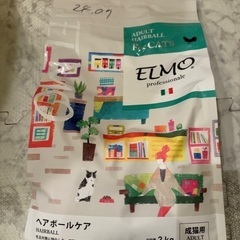 28.07
ADULT
HAIRBALL
CATS
ELMO
professionale
ヘアボールケア
HAIRBALL
2kg
成猫用
ADULT